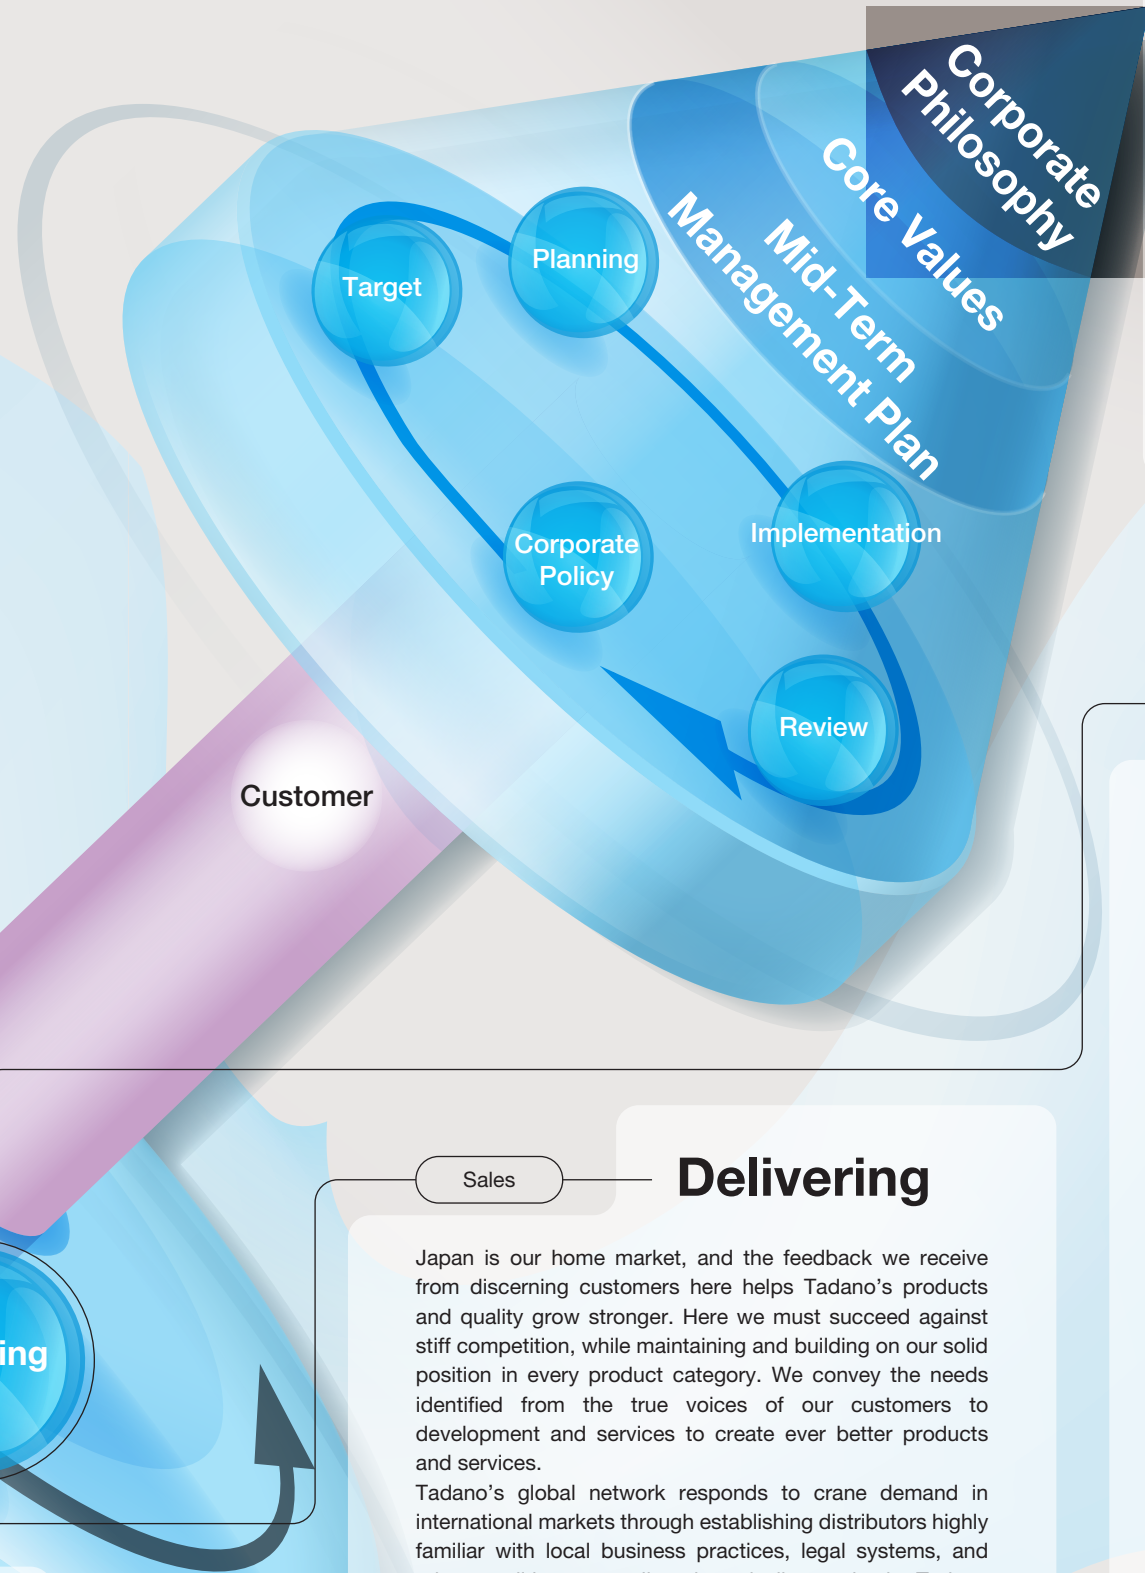 Corporate
Philosophy
Core Values
Mid-Term
Management Plan
Planning
Target
Implementation
Corporate
Policy
Review
Customer
Sales
Delivering
Japan is our home market, and the feedback we receive
from discerning customers here helps Tadano’s products
and quality grow stronger. Here we must succeed against
stiff competition, while maintaining and building on our solid
position in every product category. We convey the needs
identified from the true voices of our customers to
development and services to create ever better products
and services.
Tadano’s global network responds to crane demand in
international markets through establishing distributors highly
familiar with local business practices, legal systems, and
ing